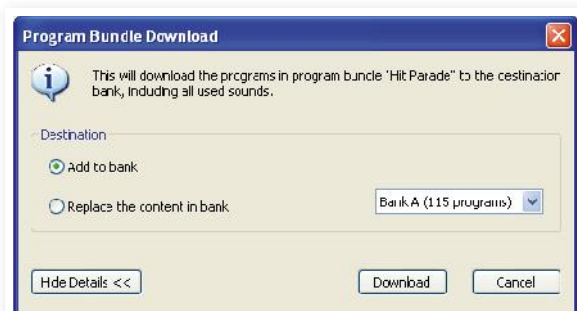 Program Bundle Download
This will download the programs in program bundle "Hit Parade" to the destination
bank, including all used sounds.
Destination
Add to bank
Replace the content in bank
Bank A (115 programs)
Hide Details <<
Download
Cancel